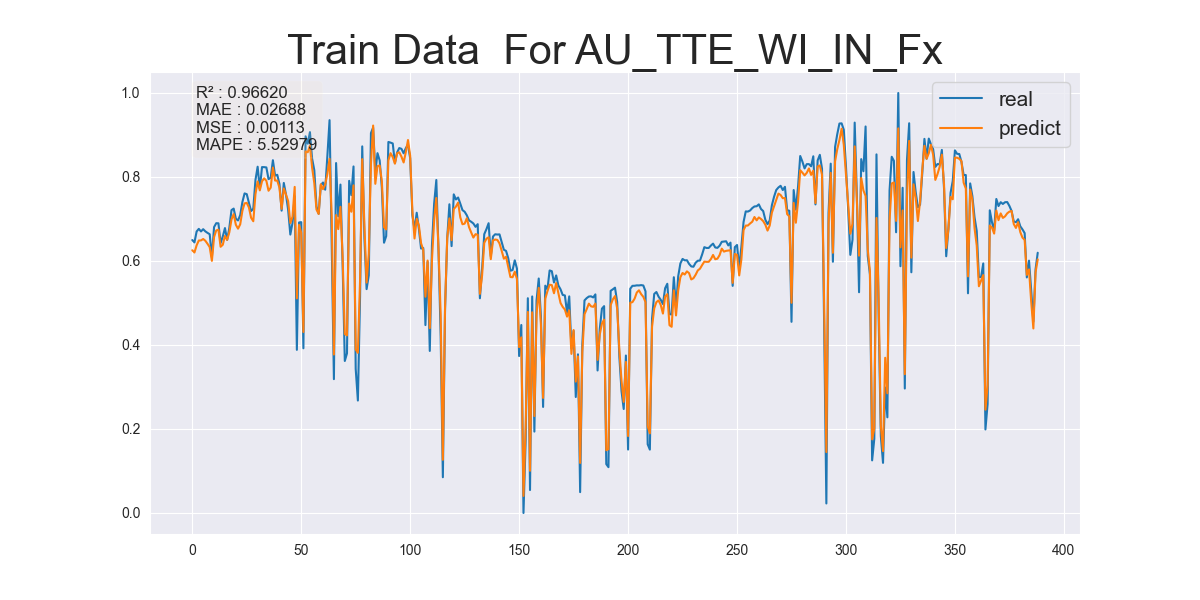 Train Data  For AU_TTE_WI_IN_Fx
R² : 0.96620
MAE : 0.02688
MSE : 0.00113
MAPE : 5.52979
real
predict
1.0
0.8
0.6
0.4
0.2
0.0
0 50 100 150 200 250 300 350 400